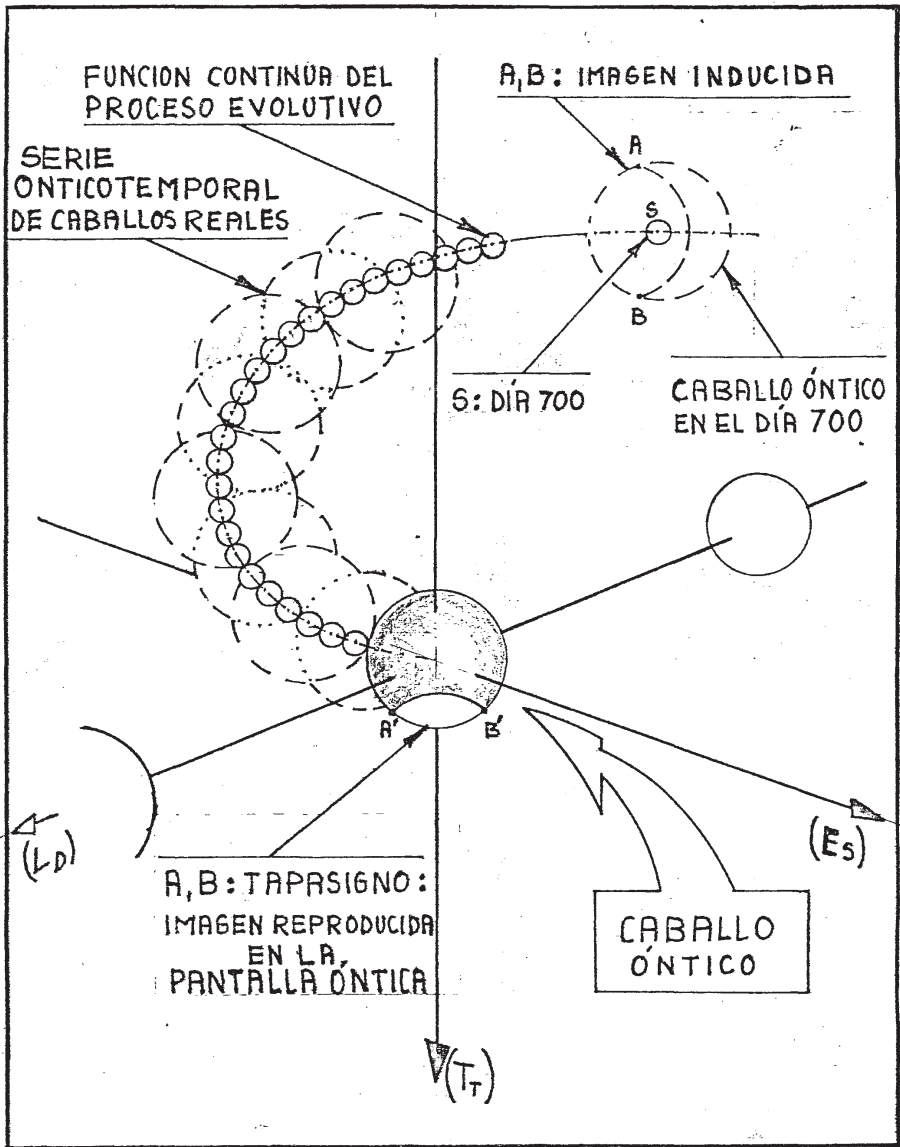 FUNCION CONTINÚA DEL
PROCESO EVOLUTIVO
A,B: IMAGEN INDUCIDA
SERIE
ONTICOTEMPORAL
DE CABALLOS REALES
A
S
B
S: DÍA 700
CABALLO ÓNTICO
EN EL DÍA 700
A'
B'
(LD)
(ES)
A,B: TAPASIGNO:
IMAGEN REPRODUCIDA
EN LA,
PANTALLA ÓNTICA
CABALLO
ÓNTICO
(TT)